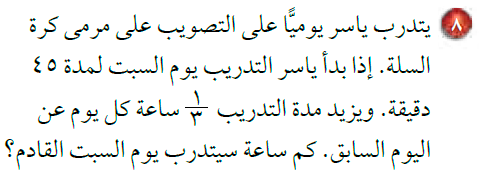 ٨ يتدرب ياسر يوميًّا على التصويب على مرمى كرة
السلة. إذا بدأ ياسر التدريب يوم السبت لمدة ٤٥
دقيقة. ويزيد مدة التدريب ١/٣ ساعة كل يوم عن
اليوم السابق. كم ساعة سيتدرب يوم السبت القادم؟